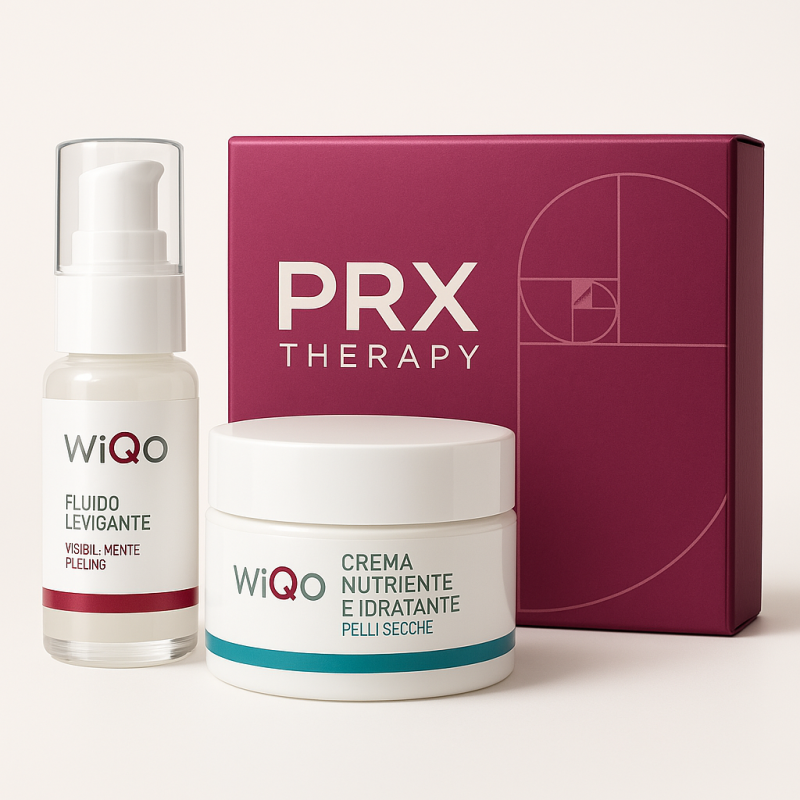 WiQo
FLUIDO
LEVIGANTE
VISIBIL: MENTE
PLELING
WiQo
CREMA
NUTRIENTE
E IDRATANTE
PELLI SECCHE
PRX
THERAPY